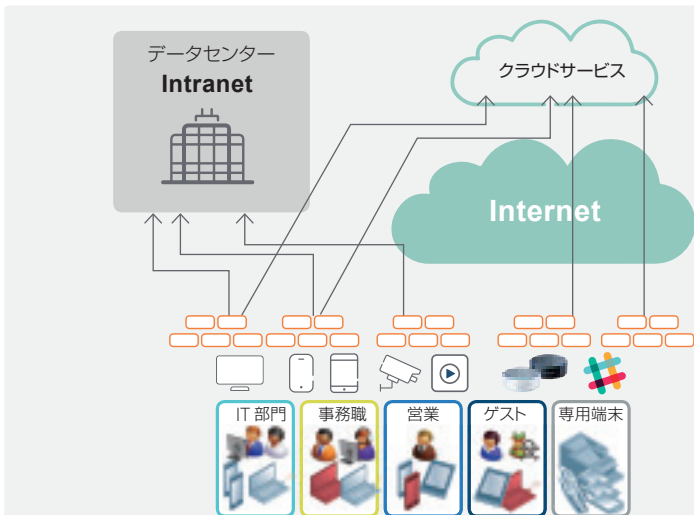 データセンター
Intranet
クラウドサービス
Internet
IT 部門
事務職
営業
ゲスト
専用端末